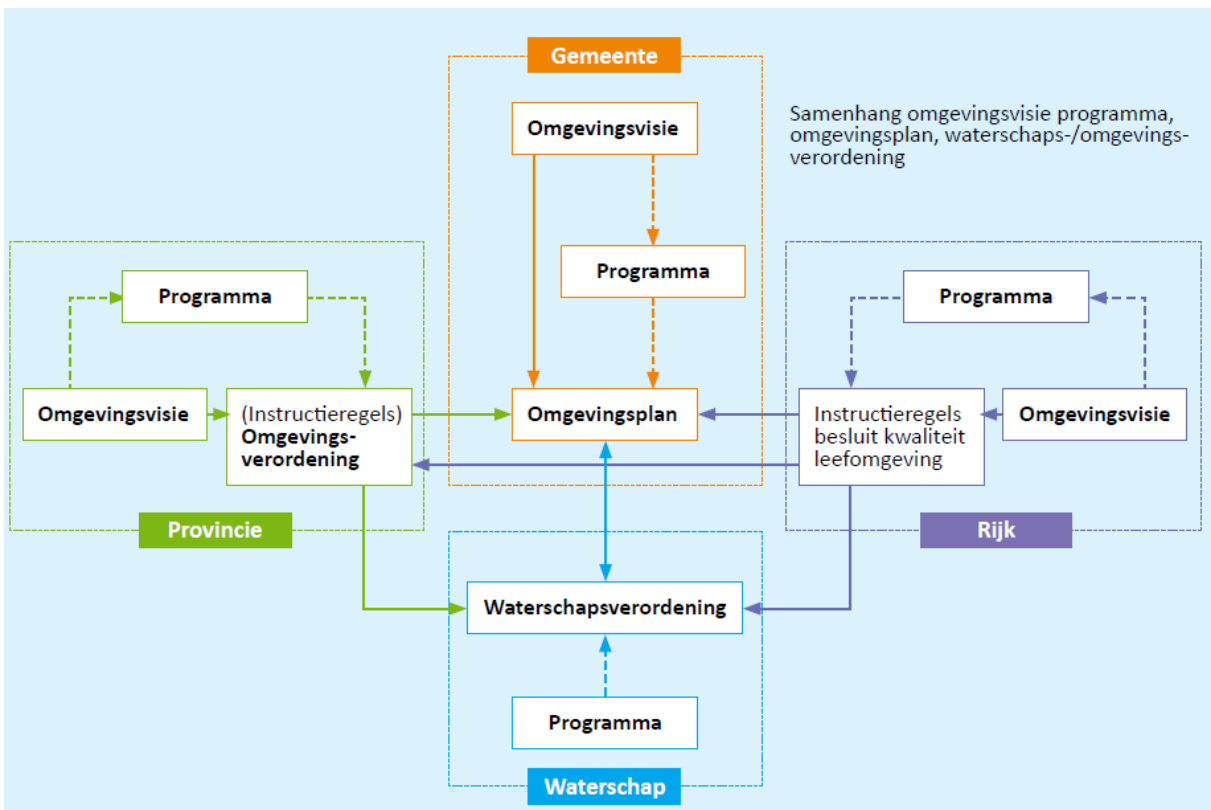 Gemeente
Omgevingsvisie
Programma
Omgevingsplan
Samenhang omgevingsvisie programma,
omgevingsplan, waterschaps-/omgevings-
verordening
Programma
Omgevingsvisie
(Instructieregels)
Omgevings-
verordening
Provincie
Programma
Instructieregels
besluit kwaliteit
leefomgeving
Omgevingsvisie
Rijk
Waterschapsverordening
Programma
Waterschap